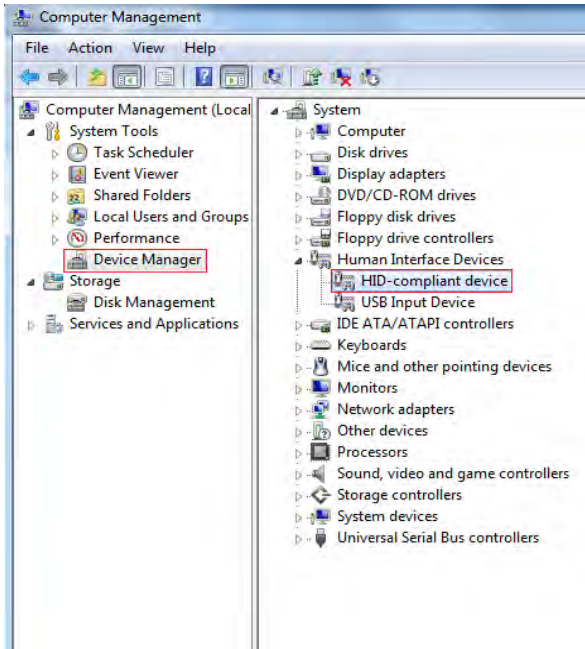 Computer Management
File Action View Help
Computer Management (Local
System Tools
Task Scheduler
Event Viewer
Shared Folders
Local Users and Groups
Performance
Device Manager
Storage
Disk Management
Services and Applications
System
Computer
Disk drives
Display adapters
DVD/CD-ROM drives
Floppy disk drives
Floppy drive controllers
Human Interface Devices
HID-compliant device
USB Input Device
IDE ATA/ATAPI controllers
Keyboards
Mice and other pointing devices
Monitors
Network adapters
Other devices
Processors
Sound, video and game controllers
Storage controllers
System devices
Universal Serial Bus controllers